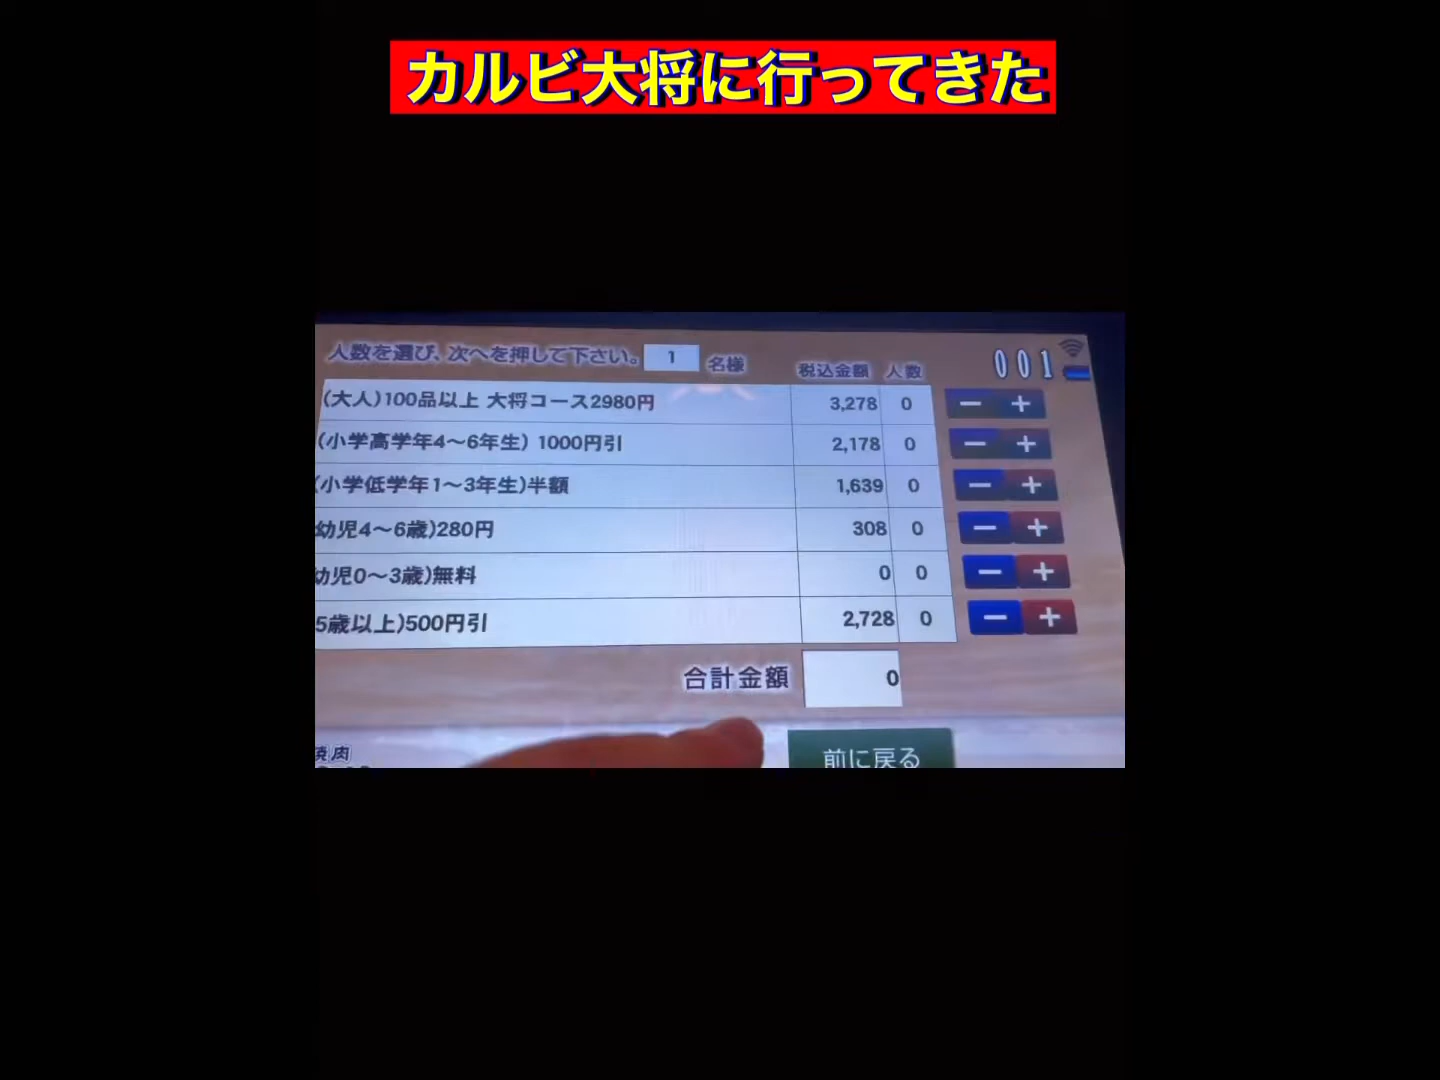 カルビ大将に行ってきた
人数を選び、次へを押して下さい。 1 名様
税込金額 人数
001
(大人)100品以上 大将コース2980円 3,278 0 − +
(小学高学年4〜6年生) 1000円引 2,178 0 − +
(小学低学年1〜3年生)半額 1,639 0 − +
幼児4〜6歳)280円 308 0 − +
幼児0〜3歳)無料 0 0 − +
5歳以上)500円引 2,728 0 − +
合計金額 0
焼肉
前に戻る